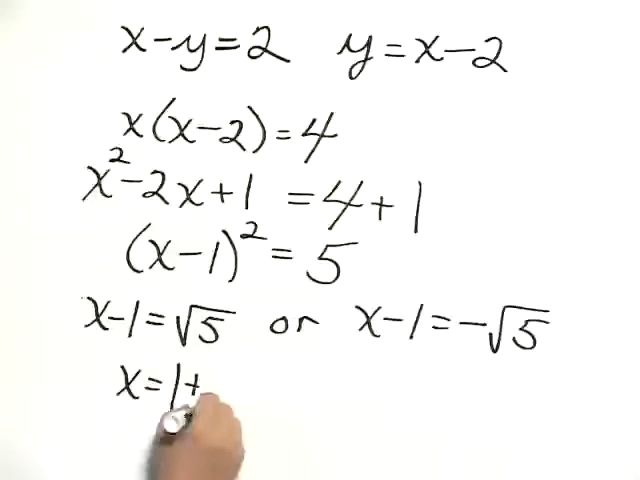 x-y=2 y=x-2
x(x-2)=4
x²-2x+1 =4+1
(x-1)²=5
x-1=√5 or x-1=-√5
x=1+